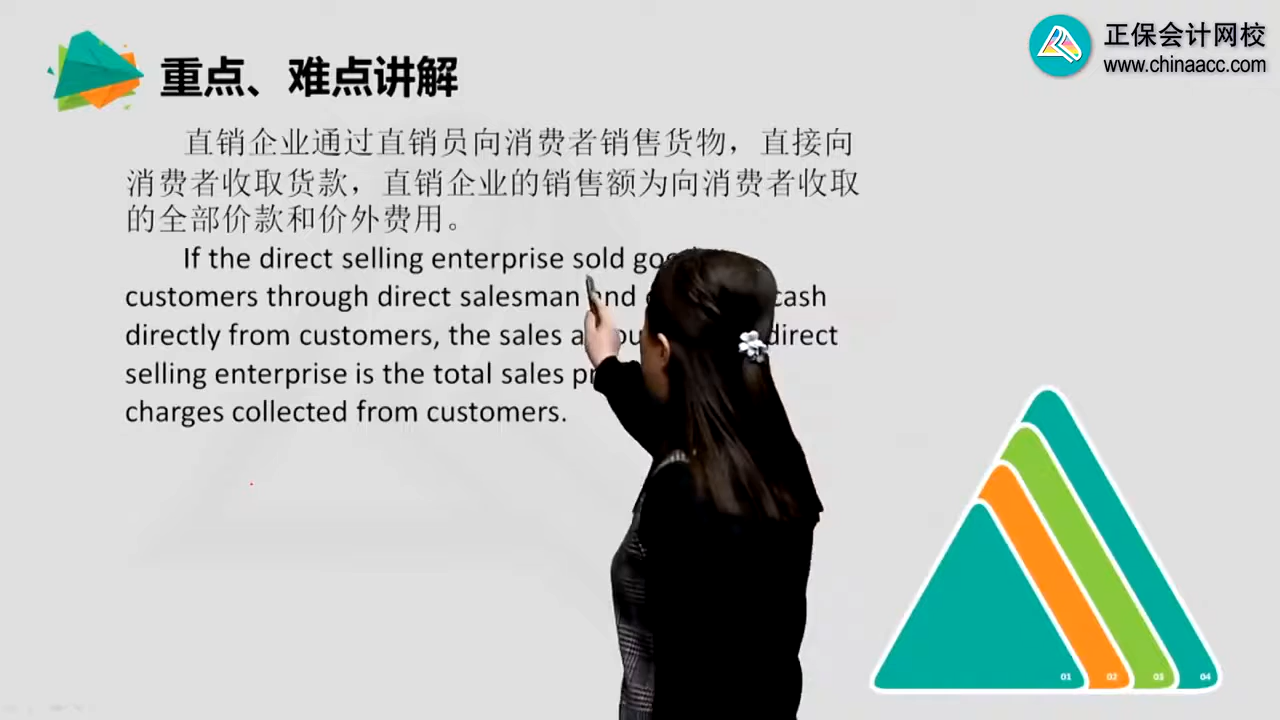 正保会计网校
www.chinaacc.com
重点、难点讲解
直销企业通过直销员向消费者销售货物，直接向
消费者收取货款，直销企业的销售额为向消费者收取
的全部价款和价外费用。
If the direct selling enterprise sold
customers through direct salesman and cash
directly from customers, the sales direct
selling enterprise is the total sales
charges collected from customers.
01 02 03 04